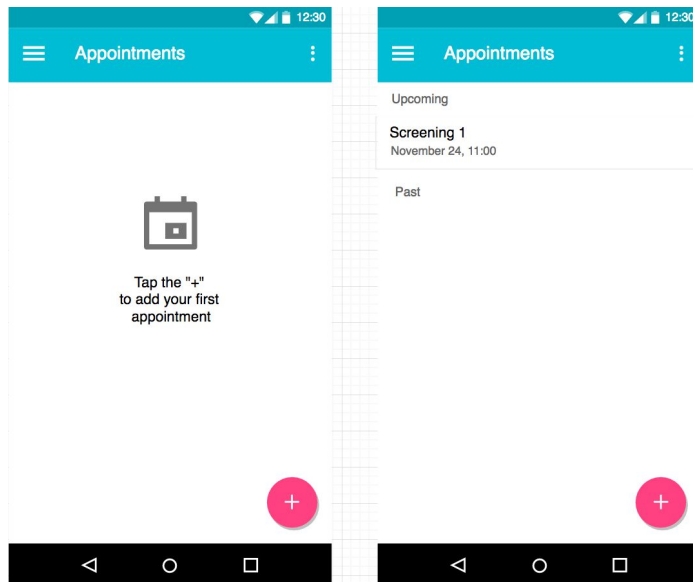 12:30
Appointments
Tap the "+"
to add your first
appointment
+
12:30
Appointments
Upcoming
Screening 1
November 24, 11:00
Past
+